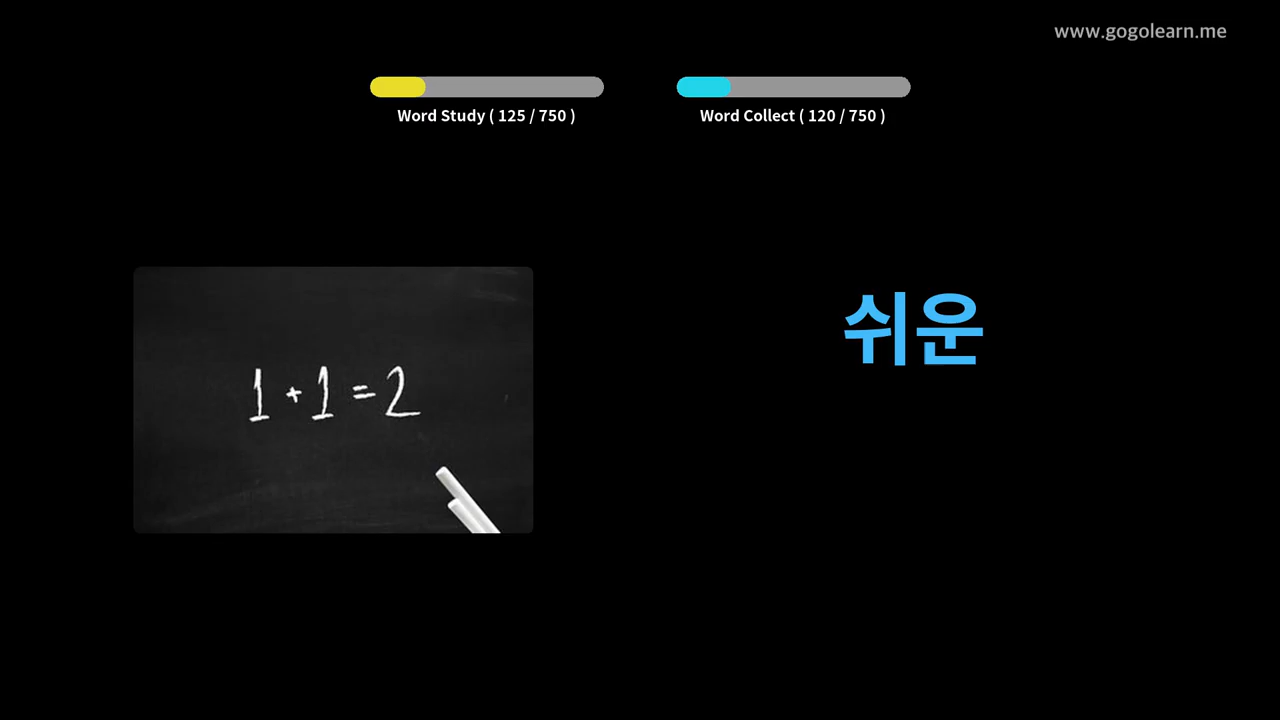 www.gogolearn.me
Word Study ( 125 / 750 )
Word Collect ( 120 / 750 )
1 + 1 = 2
쉬운